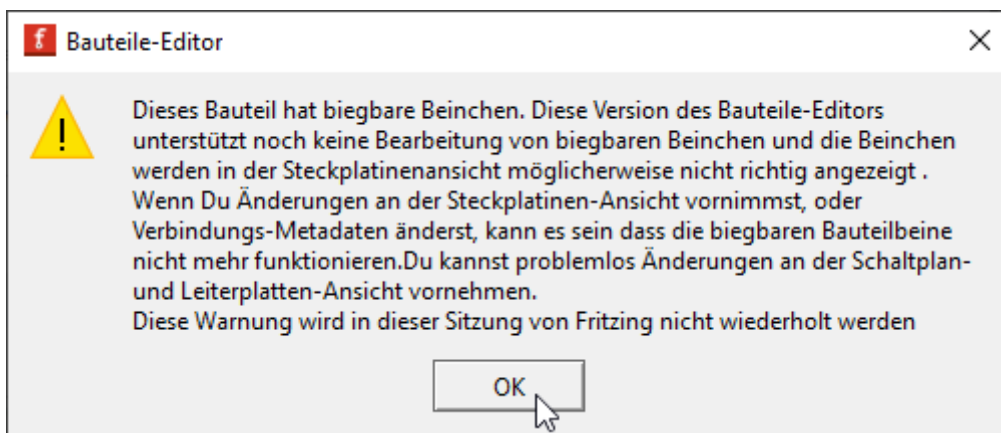 Bauteile-Editor
Dieses Bauteil hat biegbare Beinchen. Diese Version des Bauteile-Editors
unterstützt noch keine Bearbeitung von biegbaren Beinchen und die Beinchen
werden in der Steckplatinenansicht möglicherweise nicht richtig angezeigt .
Wenn Du Änderungen an der Steckplatinen-Ansicht vornimmst, oder
Verbindungs-Metadaten änderst, kann es sein dass die biegbaren Bauteilbeine
nicht mehr funktionieren.Du kannst problemlos Änderungen an der Schaltplan-
und Leiterplatten-Ansicht vornehmen.
Diese Warnung wird in dieser Sitzung von Fritzing nicht wiederholt werden
OK